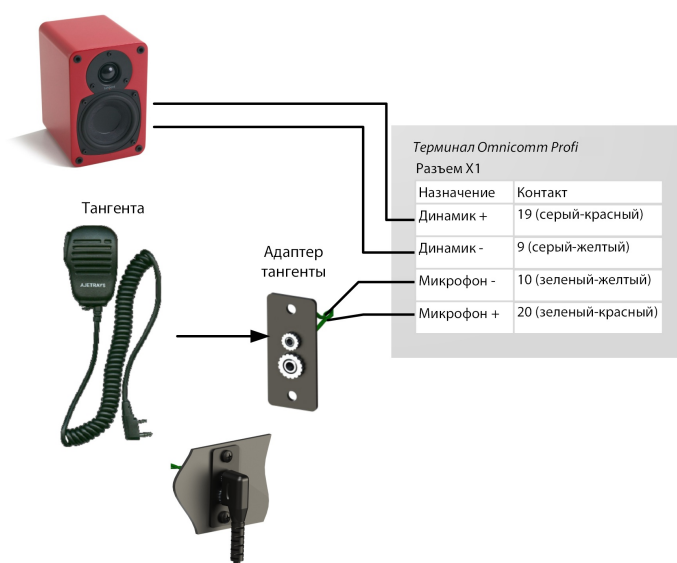 Терминал Omnicomm Profi
Разъем X1
Назначение Контакт
Динамик + 19 (серый-красный)
Динамик - 9 (серый-желтый)
Микрофон - 10 (зеленый-желтый)
Микрофон + 20 (зеленый-красный)
Тангента
Адаптер
тангенты
AJETRAYS